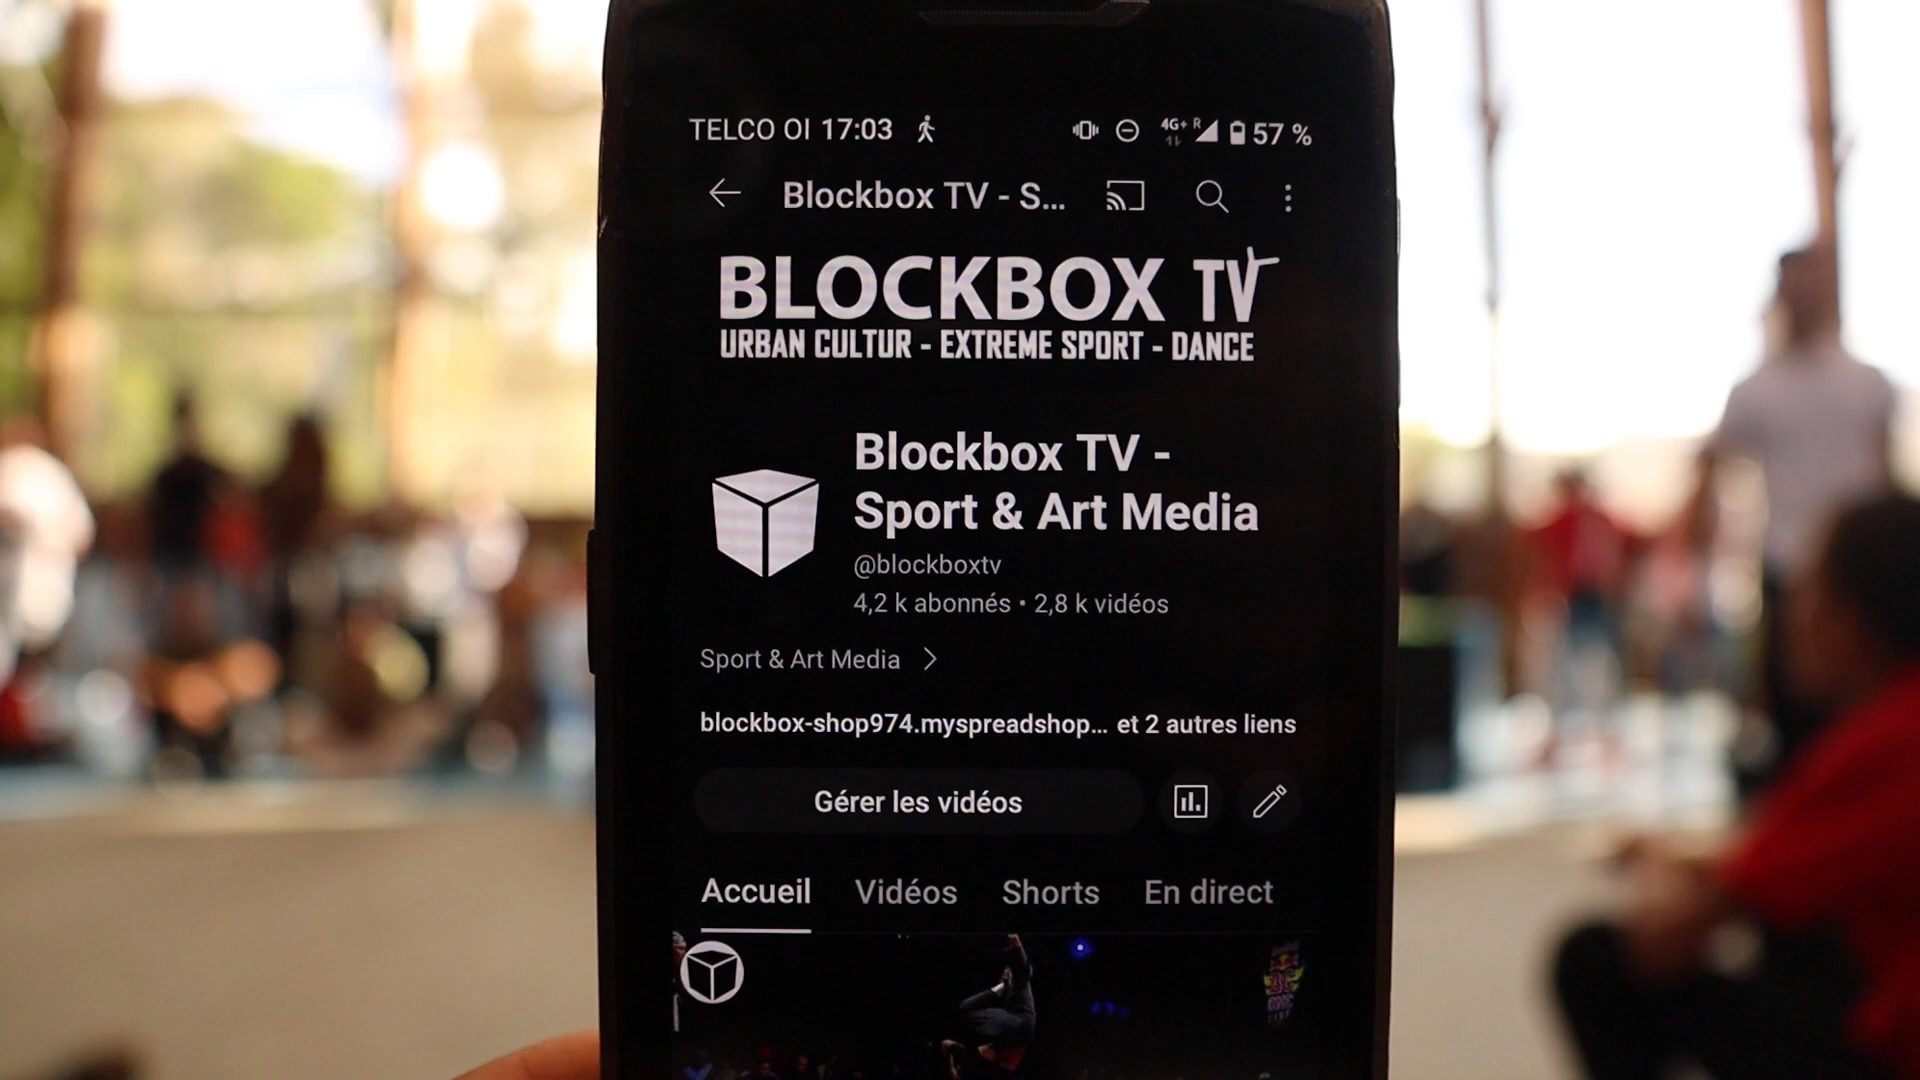 TELCO OI 17:03 4G+ R 57 %
Blockbox TV - S...
BLOCKBOX TV
URBAN CULTUR - EXTREME SPORT - DANCE
Blockbox TV -
Sport & Art Media
@blockboxtv
4,2 k abonnés • 2,8 k vidéos
Sport & Art Media
blockbox-shop974.myspreadshop... et 2 autres liens
Gérer les vidéos
Accueil Vidéos Shorts En direct